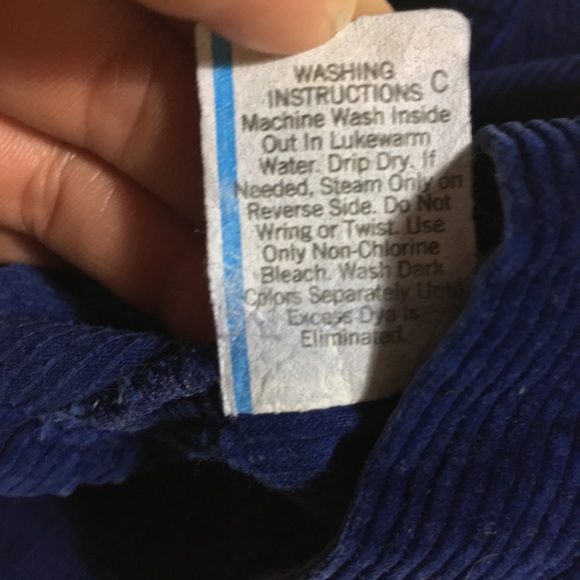 WASHING
INSTRUCTIONS C
Machine Wash Inside
Out In Lukewarm
Water. Drip Dry. If
Needed, Steam Only on
Reverse Side. Do Not
Wring or Twist. Use
Only Non-Chlorine
Bleach. Wash Dark
Colors Separately Until
Excess Dye Is
Eliminated.